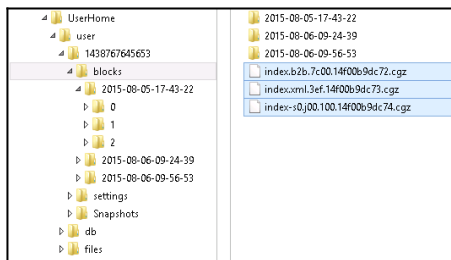 UserHome
user
1438767645653
blocks
2015-08-05-17-43-22
0
1
2
2015-08-06-09-24-39
2015-08-06-09-56-53
settings
Snapshots
db
files
2015-08-05-17-43-22
2015-08-06-09-24-39
2015-08-06-09-56-53
index.b2b.7c00.14f00b9dc72.cgz
index.xml.3ef.14f00b9dc73.cgz
index-s0.j00.100.14f00b9dc74.cgz